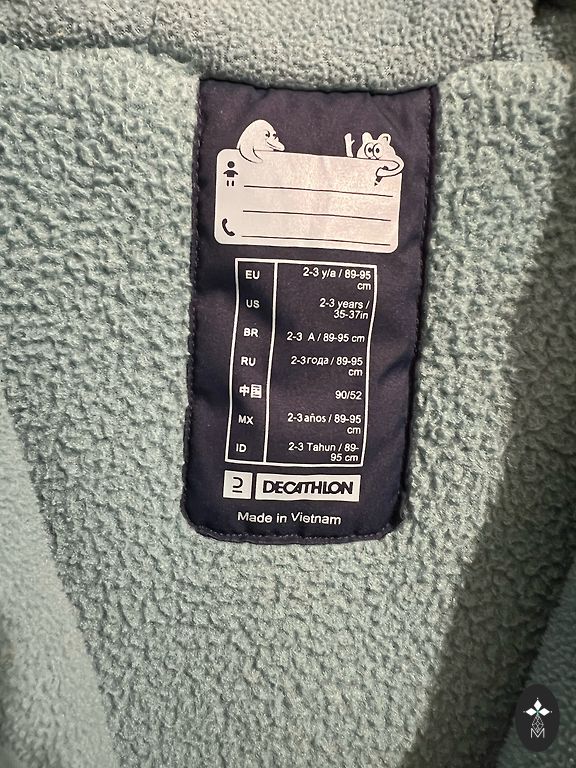 EU 2-3 y/a / 89-95
cm
US 2-3 years /
35-37in
BR 2-3 A / 89-95 cm
RU 2-3 года / 89-95
cm
中国 90/52
MX 2-3 años / 89-95
cm
ID 2-3 Tahun / 89-
95 cm
DECATHLON
Made in Vietnam
M